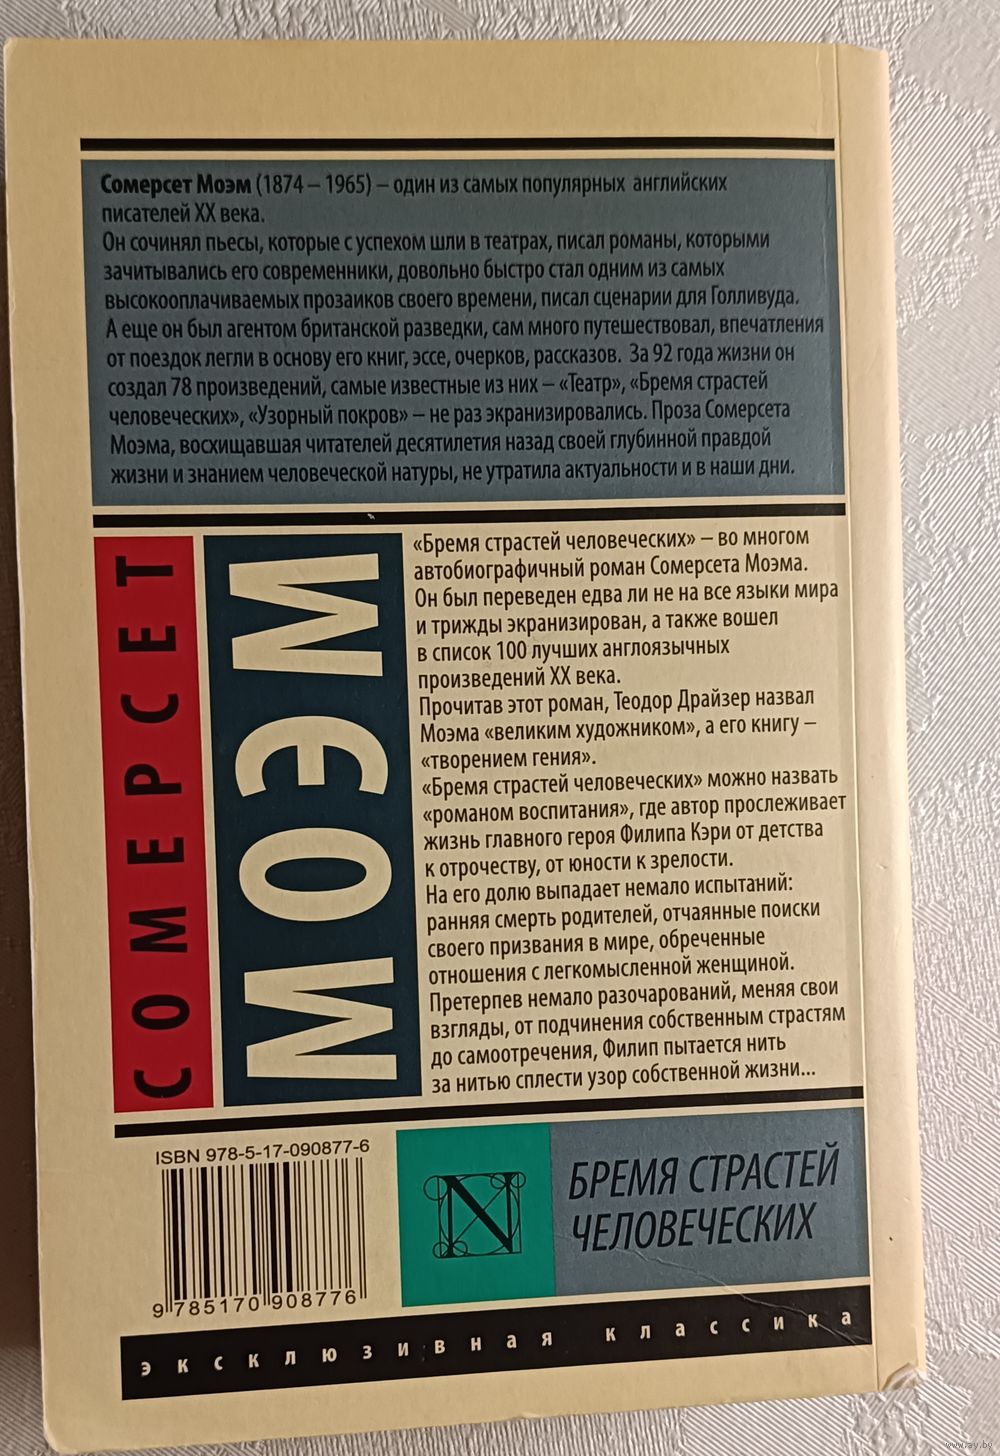 Сомерсет Моэм (1874 – 1965) – один из самых популярных английских
писателей XX века.
Он сочинял пьесы, которые с успехом шли в театрах, писал романы, которыми
зачитывались его современники, довольно быстро стал одним из самых
высокооплачиваемых прозаиков своего времени, писал сценарии для Голливуда.
А еще он был агентом британской разведки, сам много путешествовал, впечатления
от поездок легли в основу его книг, эссе, очерков, рассказов. За 92 года жизни он
создал 78 произведений, самые известные из них – «Театр», «Бремя страстей
человеческих», «Узорный покров» – не раз экранизировались. Проза Сомерсета
Моэма, восхищавшая читателей десятилетия назад своей глубинной правдой
жизни и знанием человеческой натуры, не утратила актуальности и в наши дни.
СОМЕРСЕТ
МОЭМ
«Бремя страстей человеческих» – во многом
автобиографичный роман Сомерсета Моэма.
Он был переведен едва ли не на все языки мира
и трижды экранизирован, а также вошел
в список 100 лучших англоязычных
произведений XX века.
Прочитав этот роман, Теодор Драйзер назвал
Моэма «великим художником», а его книгу –
«творением гения».
«Бремя страстей человеческих» можно назвать
«романом воспитания», где автор прослеживает
жизнь главного героя Филипа Кэри от детства
к отрочеству, от юности к зрелости.
На его долю выпадает немало испытаний:
ранняя смерть родителей, отчаянные поиски
своего призвания в мире, обреченные
отношения с легкомысленной женщиной.
Претерпев немало разочарований, меняя свои
взгляды, от подчинения собственным страстям
до самоотречения, Филип пытается нить
за нитью сплести узор собственной жизни...
ISBN 978-5-17-090877-6
9 785170 908776
N
БРЕМЯ СТРАСТЕЙ
ЧЕЛОВЕЧЕСКИХ
эксклюзивная классика
www.ay.by